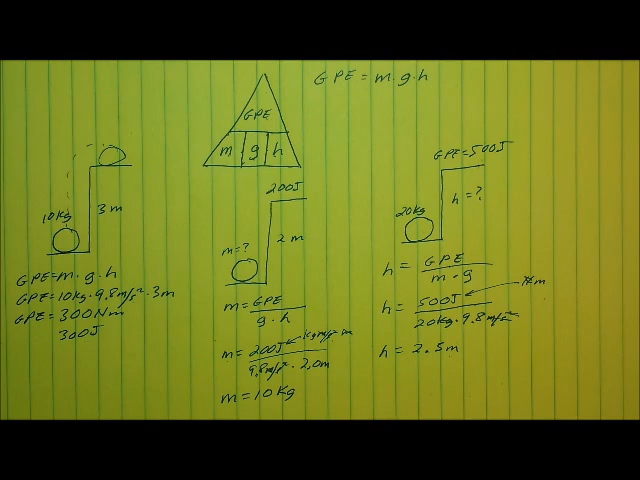 GPE = m·g·h
GPE
m g h
10kg
3m
GPE=m·g·h
GPE=10kg·9.8m/s²·3m
GPE=300Nm
300J
200J
m=?
2m
m=GPE
g·h
m=200J
9.8m/s²·2.0m
m=10Kg
GPE=500J
h=?
20kg
h=GPE
m·g
h=500J
20kg·9.8m/s²
h=2.5m